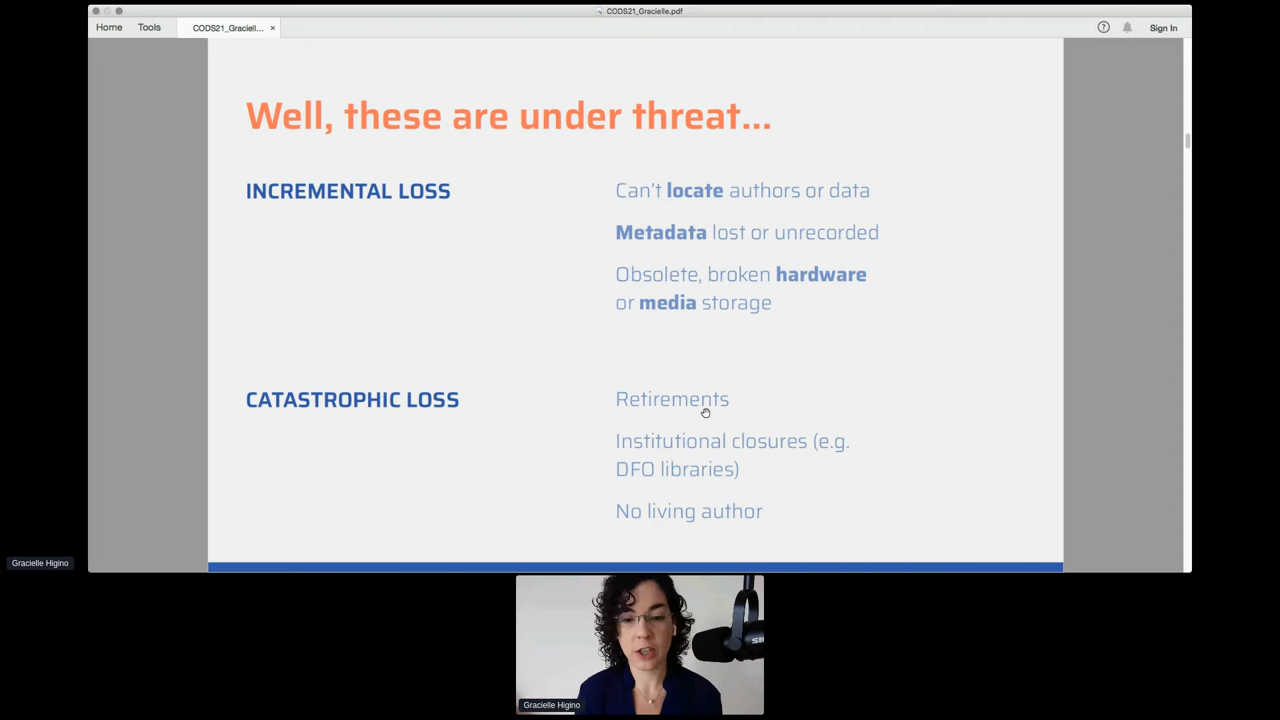 CODS21_Gracielle.pdf
Home Tools CODS21_Graciell... × Sign In
Well, these are under threat...
INCREMENTAL LOSS
Can't locate authors or data
Metadata lost or unrecorded
Obsolete, broken hardware
or media storage
CATASTROPHIC LOSS
Retirements
Institutional closures (e.g.
DFO libraries)
No living author
Gracielle Higino
Gracielle Higino